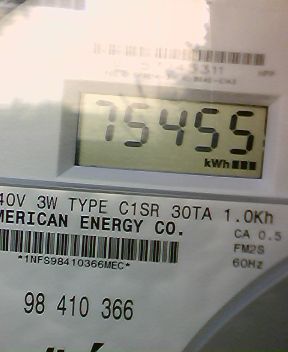 75455
kWh
40V 3W TYPE C1SR 30TA 1.0Kh
MERICAN ENERGY CO.
CA 0.5
*1NFS98410366MEC*
FM2S
60Hz
98 410 366